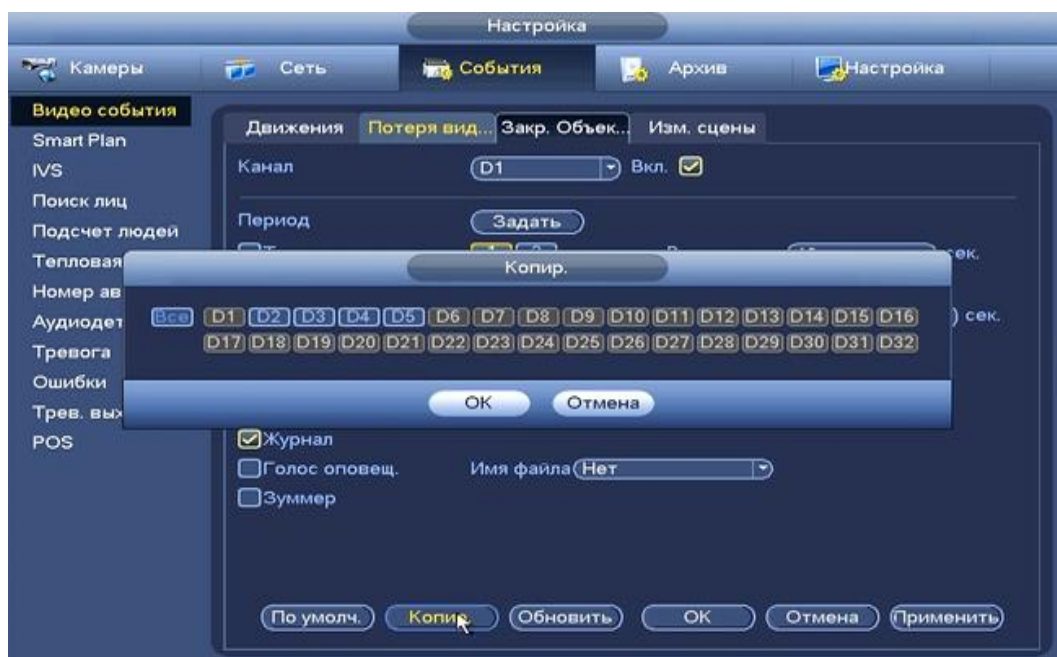 Настройка
Камеры Сеть События Архив Настройка
Видео события
Smart Plan
IVS
Поиск лиц
Подсчет людей
Тепловая
Номер ав
Аудиодет
Тревога
Ошибки
Трев. вых
POS
Движения Потеря вид... Закр. Объек... Изм. сцены
Канал D1 Вкл.
Период Задать
сек.
Копир.
Все D1 D2 D3 D4 D5 D6 D7 D8 D9 D10 D11 D12 D13 D14 D15 D16
D17 D18 D19 D20 D21 D22 D23 D24 D25 D26 D27 D28 D29 D30 D31 D32
) сек.
ОК Отмена
Журнал
Голос оповещ. Имя файла Нет
Зуммер
По умолч. Копир. Обновить ОК Отмена Применить